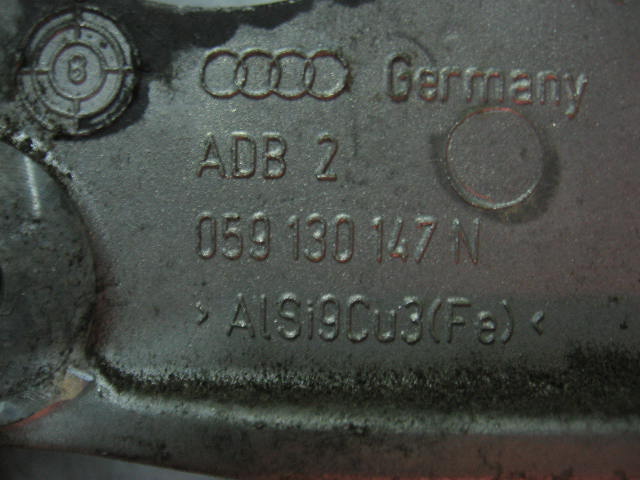 Germany
ADB 2
059 130 147 N
>AlSi9Cu3(Fe)<